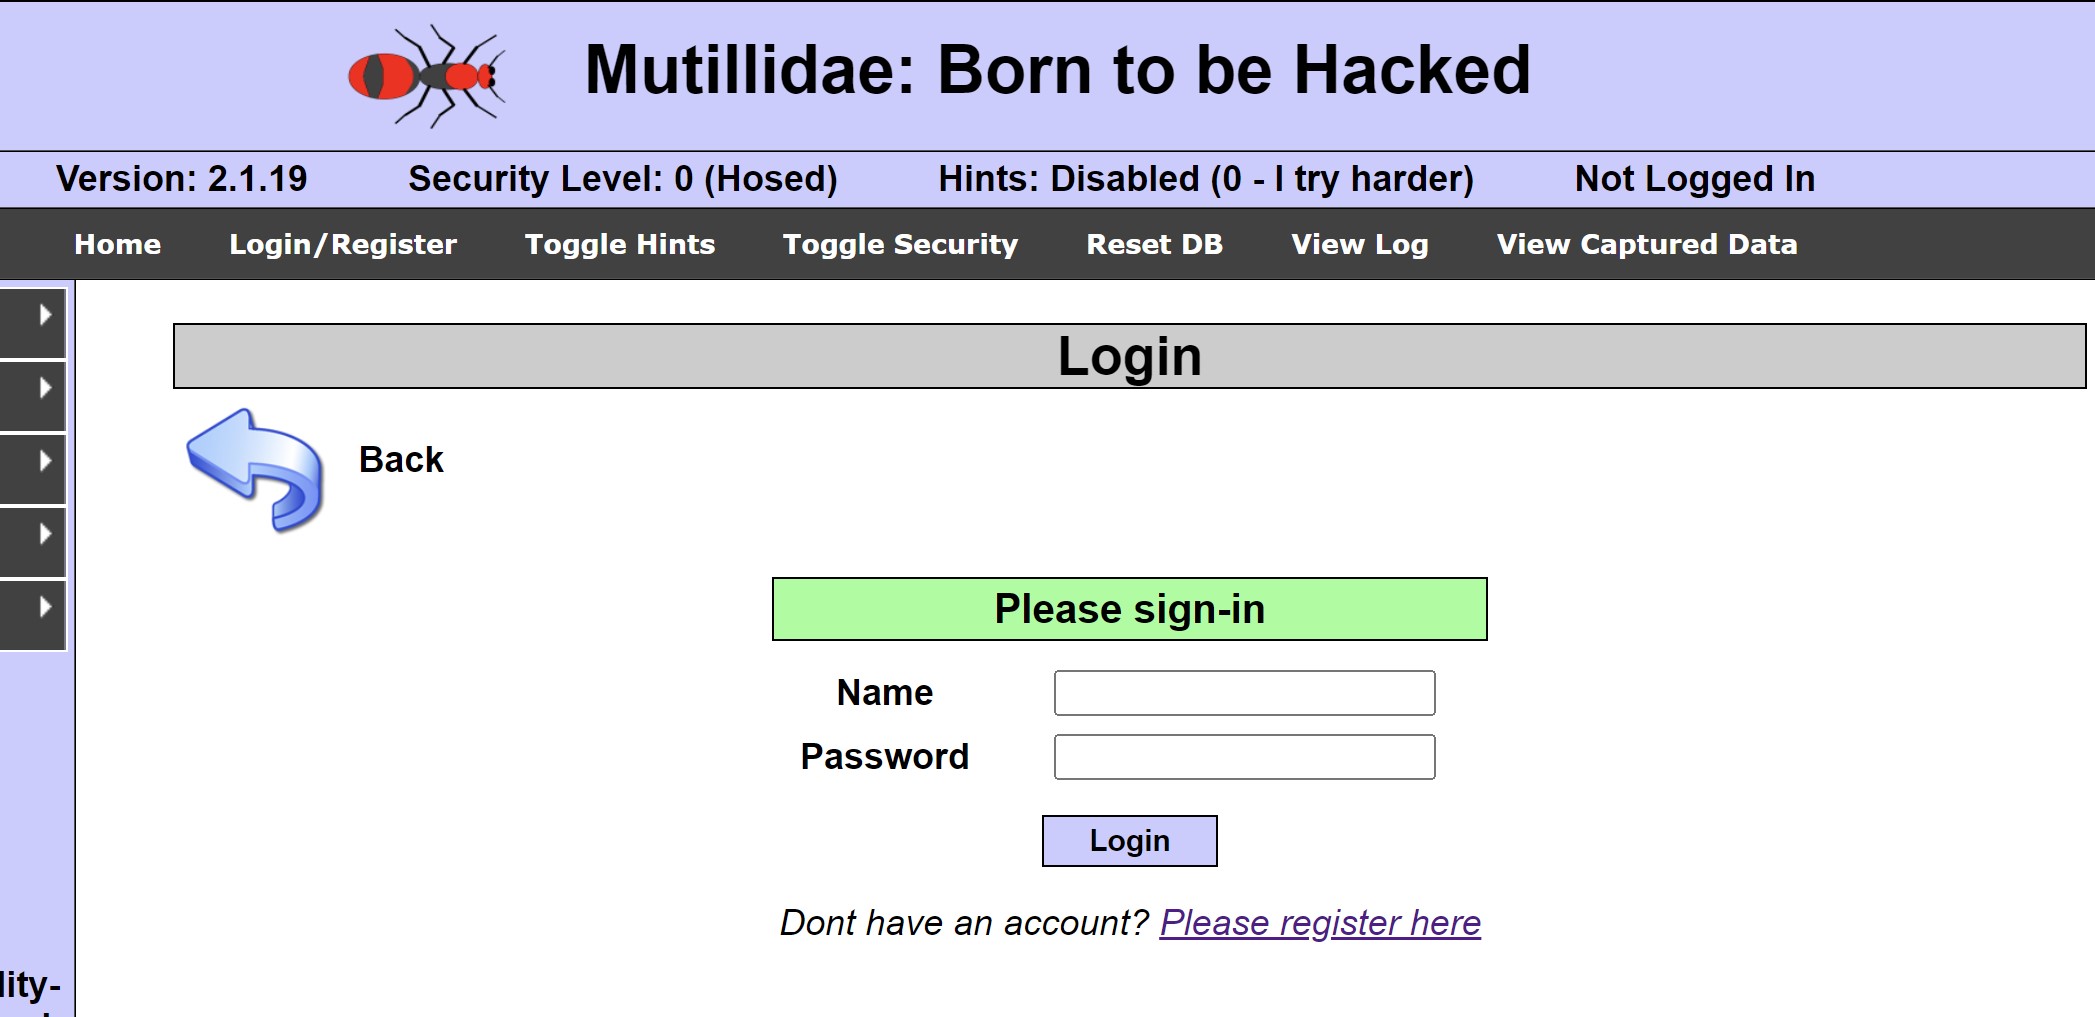 Mutillidae: Born to be Hacked
Version: 2.1.19 Security Level: 0 (Hosed) Hints: Disabled (0 - I try harder) Not Logged In
Home Login/Register Toggle Hints Toggle Security Reset DB View Log View Captured Data
Login
Back
Please sign-in
Name
Password
Login
Dont have an account? Please register here
lity-